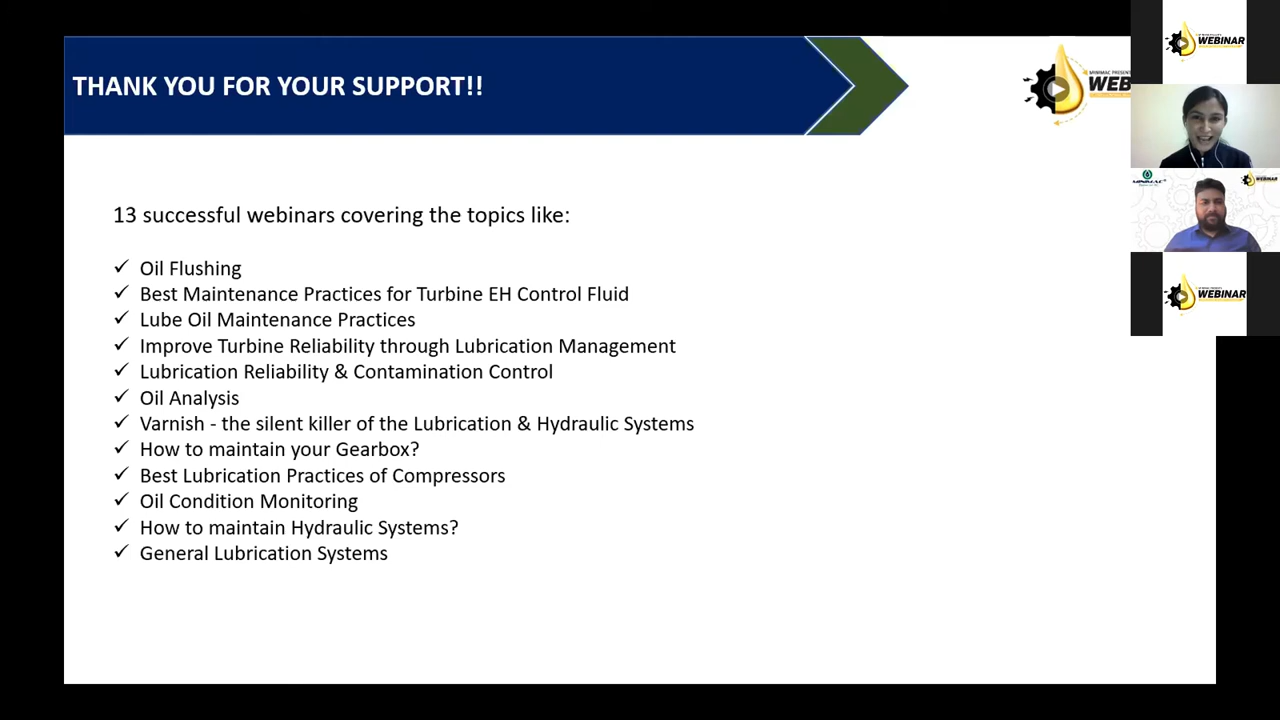 THANK YOU FOR YOUR SUPPORT!!
MINIMAC PRESENTS
WEB
WEBINAR
13 successful webinars covering the topics like:
✓ Oil Flushing
✓ Best Maintenance Practices for Turbine EH Control Fluid
✓ Lube Oil Maintenance Practices
✓ Improve Turbine Reliability through Lubrication Management
✓ Lubrication Reliability & Contamination Control
✓ Oil Analysis
✓ Varnish - the silent killer of the Lubrication & Hydraulic Systems
✓ How to maintain your Gearbox?
✓ Best Lubrication Practices of Compressors
✓ Oil Condition Monitoring
✓ How to maintain Hydraulic Systems?
✓ General Lubrication Systems
MINIMAC
WEBINAR
WEBINAR